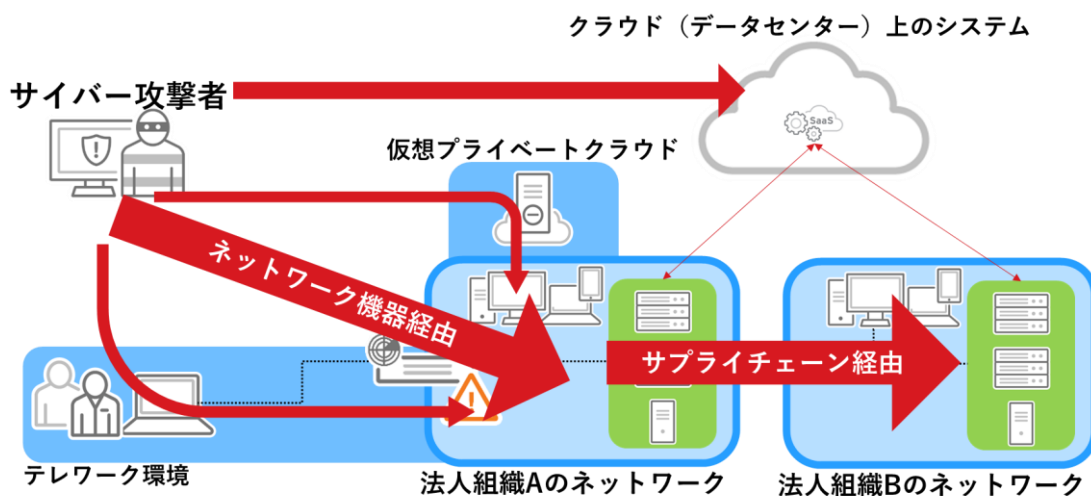 クラウド（データセンター）上のシステム
サイバー攻撃者
SaaS
仮想プライベートクラウド
ネットワーク機器経由
サプライチェーン経由
テレワーク環境
法人組織Aのネットワーク
法人組織Bのネットワーク